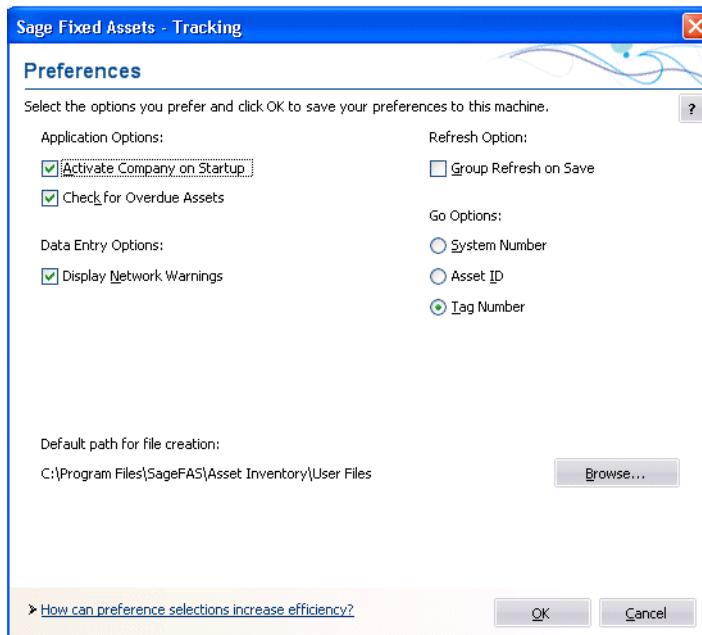 Sage Fixed Assets - Tracking
Preferences
Select the options you prefer and click OK to save your preferences to this machine.
?
Application Options:
Activate Company on Startup
Check for Overdue Assets
Data Entry Options:
Display Network Warnings
Refresh Option:
Group Refresh on Save
Go Options:
System Number
Asset ID
Tag Number
Default path for file creation:
C:\Program Files\SageFAS\Asset Inventory\User Files
Browse...
How can preference selections increase efficiency?
OK
Cancel